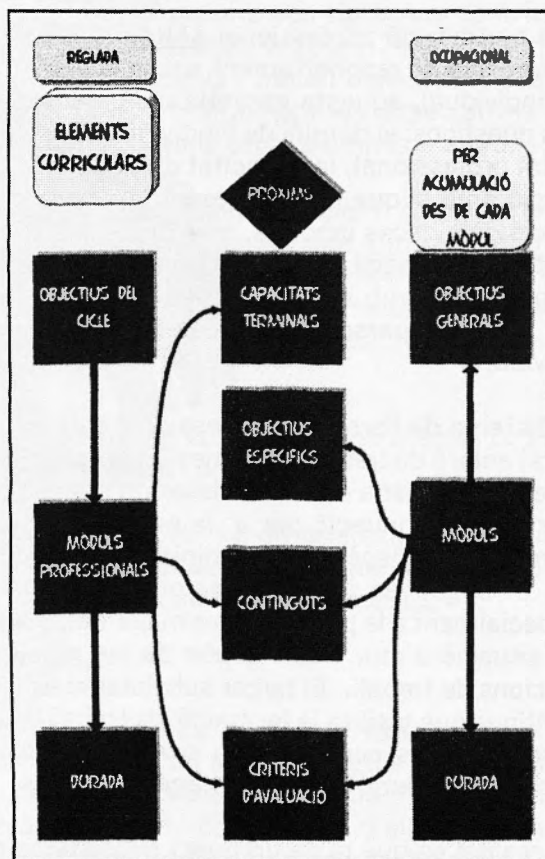 REGLADA
OCUPACIONAL
ELEMENTS
CURRICULARS
PRÒXIMS
PER
ACUMULACIÓ
DES DE CADA
MÒDUL
OBJECTIUS DEL
CICLE
CAPACITATS
TERMINALS
OBJECTIUS
GENERALS
OBJECTIUS
ESPECÍFICS
MÒDULS
PROFESSIONALS
MÒDULS
CONTINGUTS
DURADA
CRITERIS
D'AVALUACIÓ
DURADA